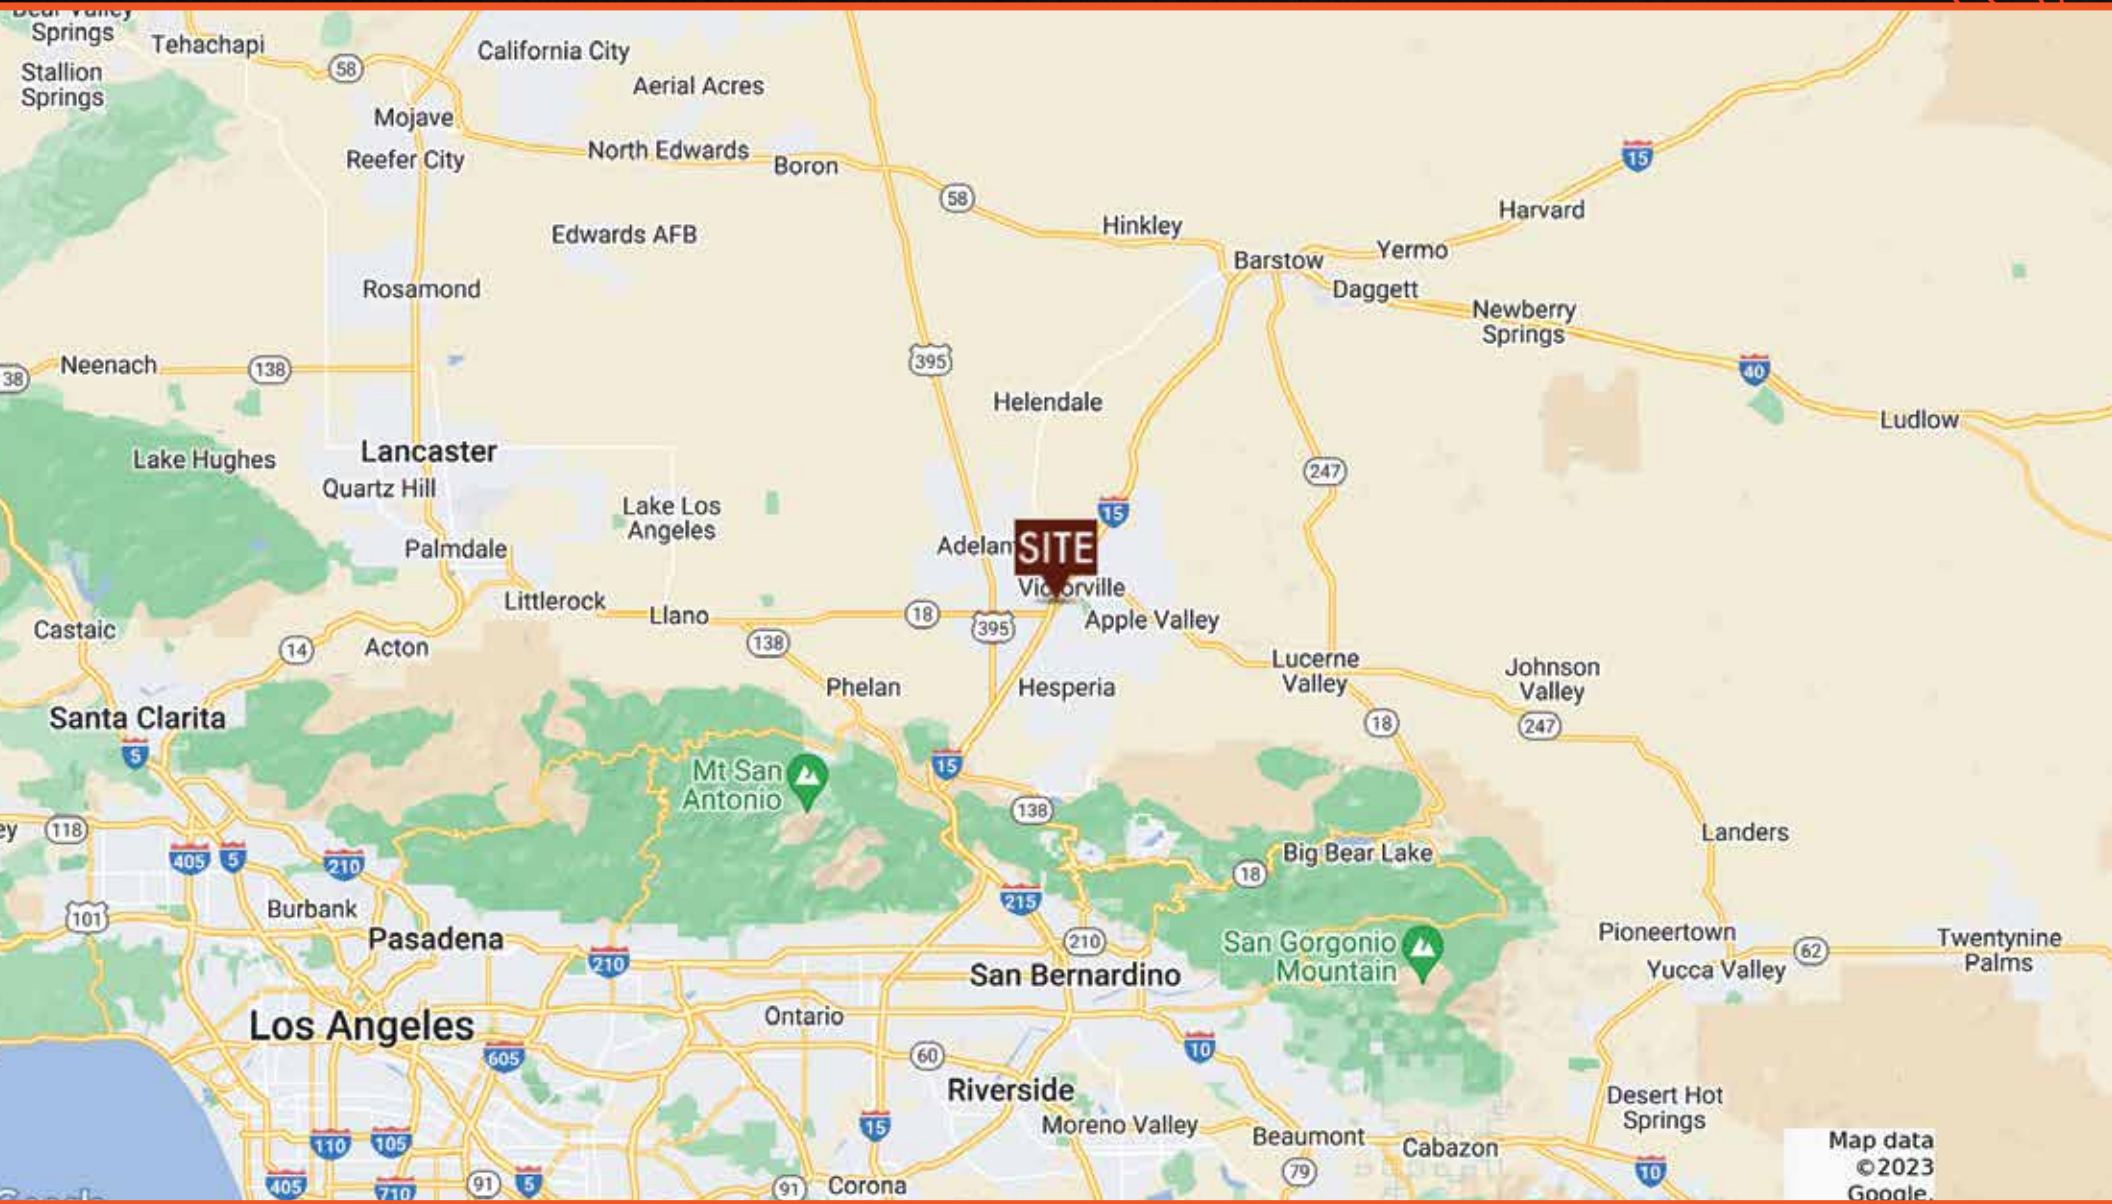 Bear Valley
Springs
Tehachapi
58
California City
Stallion
Springs
Aerial Acres
Mojave
North Edwards
Boron
15
Reefer City
58
Harvard
Hinkley
Edwards AFB
Yermo
Barstow
Rosamond
Daggett
Newberry
Springs
395
Neenach
138
38
40
Helendale
Ludlow
Lancaster
Lake Hughes
247
Quartz Hill
Lake Los
Angeles
15
Palmdale
Adelan
SITE
Victorville
Littlerock
Llano
18
395
Apple Valley
Castaic
138
14
Acton
Lucerne
Valley
Johnson
Valley
Phelan
Hesperia
Santa Clarita
18
247
5
15
Mt San
Antonio
138
118
Landers
405
5
210
Big Bear Lake
18
215
101
Burbank
Pasadena
210
San Gorgonio
Mountain
Pioneertown
62
Twentynine
Palms
210
San Bernardino
Yucca Valley
Los Angeles
Ontario
605
60
10
Riverside
Desert Hot
Springs
110
105
15
Moreno Valley
Beaumont
Cabazon
Map data
©2023
Google,
10
79
405
710
91
5
91
Corona